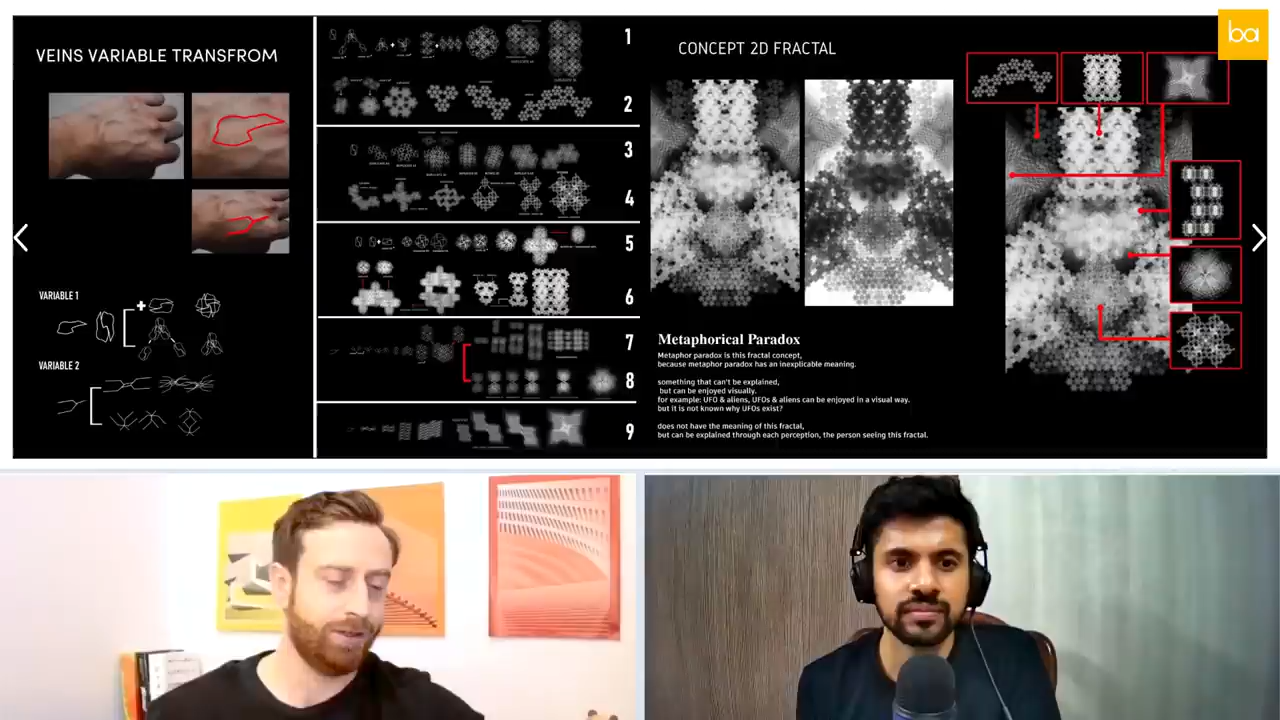 VEINS VARIABLE TRANSFROM
VARIABLE 1
VARIABLE 2
1
2
3
4
5
6
7
8
9
CONCEPT 2D FRACTAL
Metaphorical Paradox
Metaphor paradox is this fractal concept,
because metaphor paradox has an inexplicable meaning.
something that can't be explained,
but can be enjoyed visually.
for example: UFO & aliens, UFOs & aliens can be enjoyed in a visual way.
but it is not known why UFOs exist?
does not have the meaning of this fractal,
but can be explained through each perception, the person seeing this fractal.
ba